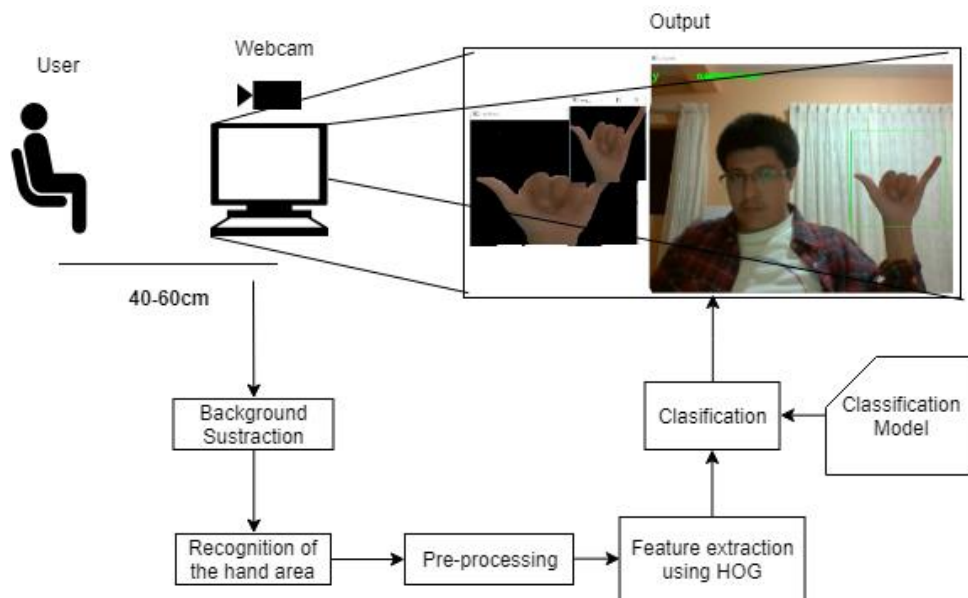 Output
Webcam
User
y
40-60cm
Background
Sustraction
Clasification
Classification
Model
Recognition of
the hand area
Pre-processing
Feature extraction
using HOG